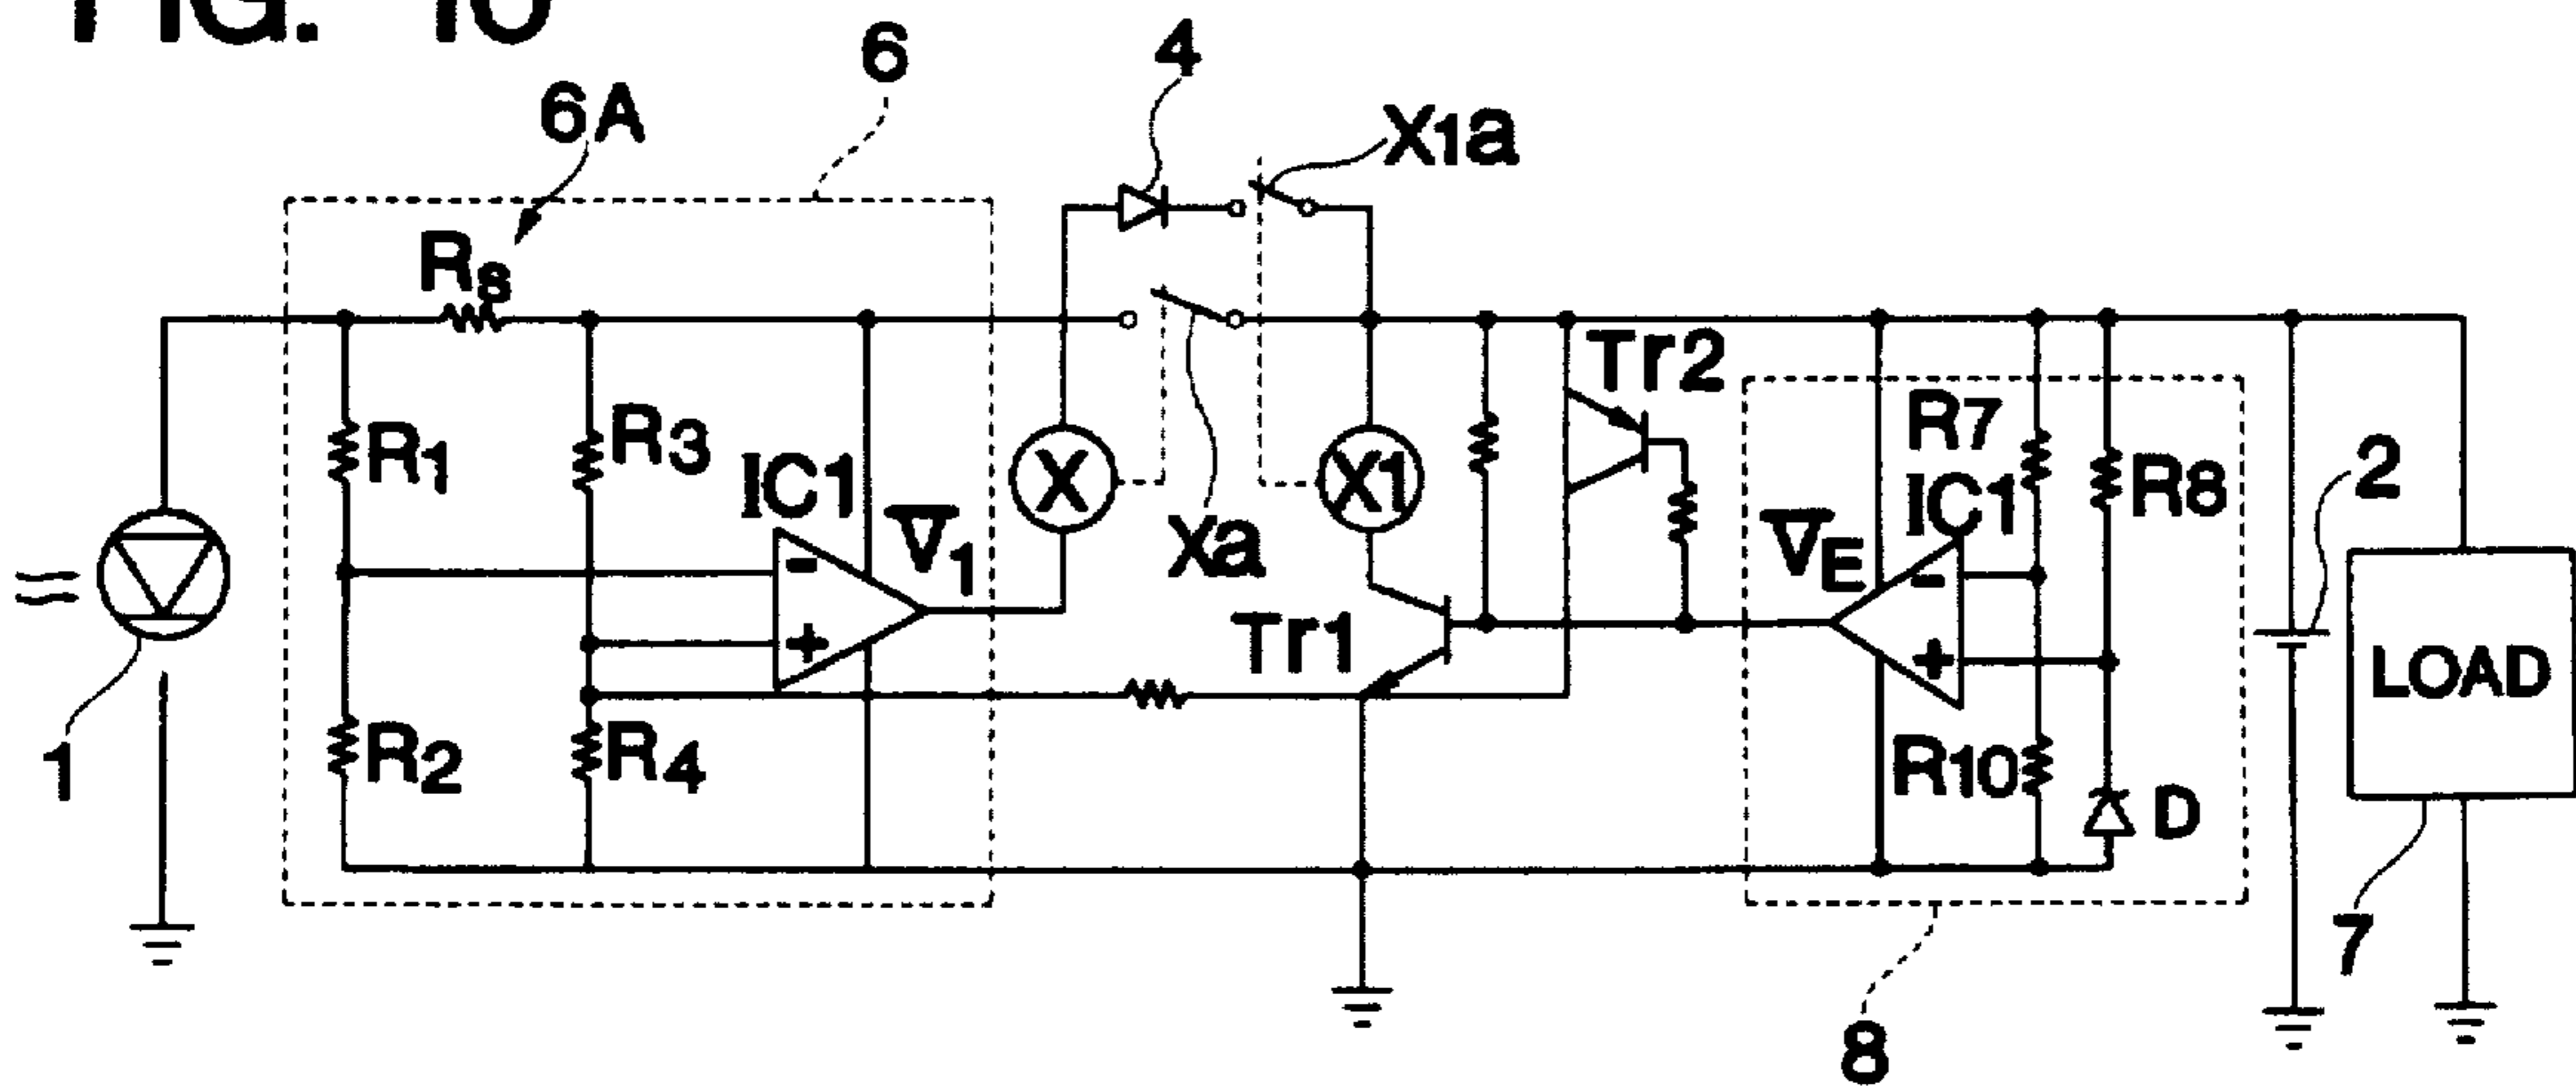 FIG. 10
6
4
6A
X1a
Rs
Tr2
R1
R3
IC1
V1
X
X1
Xa
R7
IC1
R8
2
VE
Tr1
LOAD
R2
R4
R10
D
1
7
8
-
+
-
+